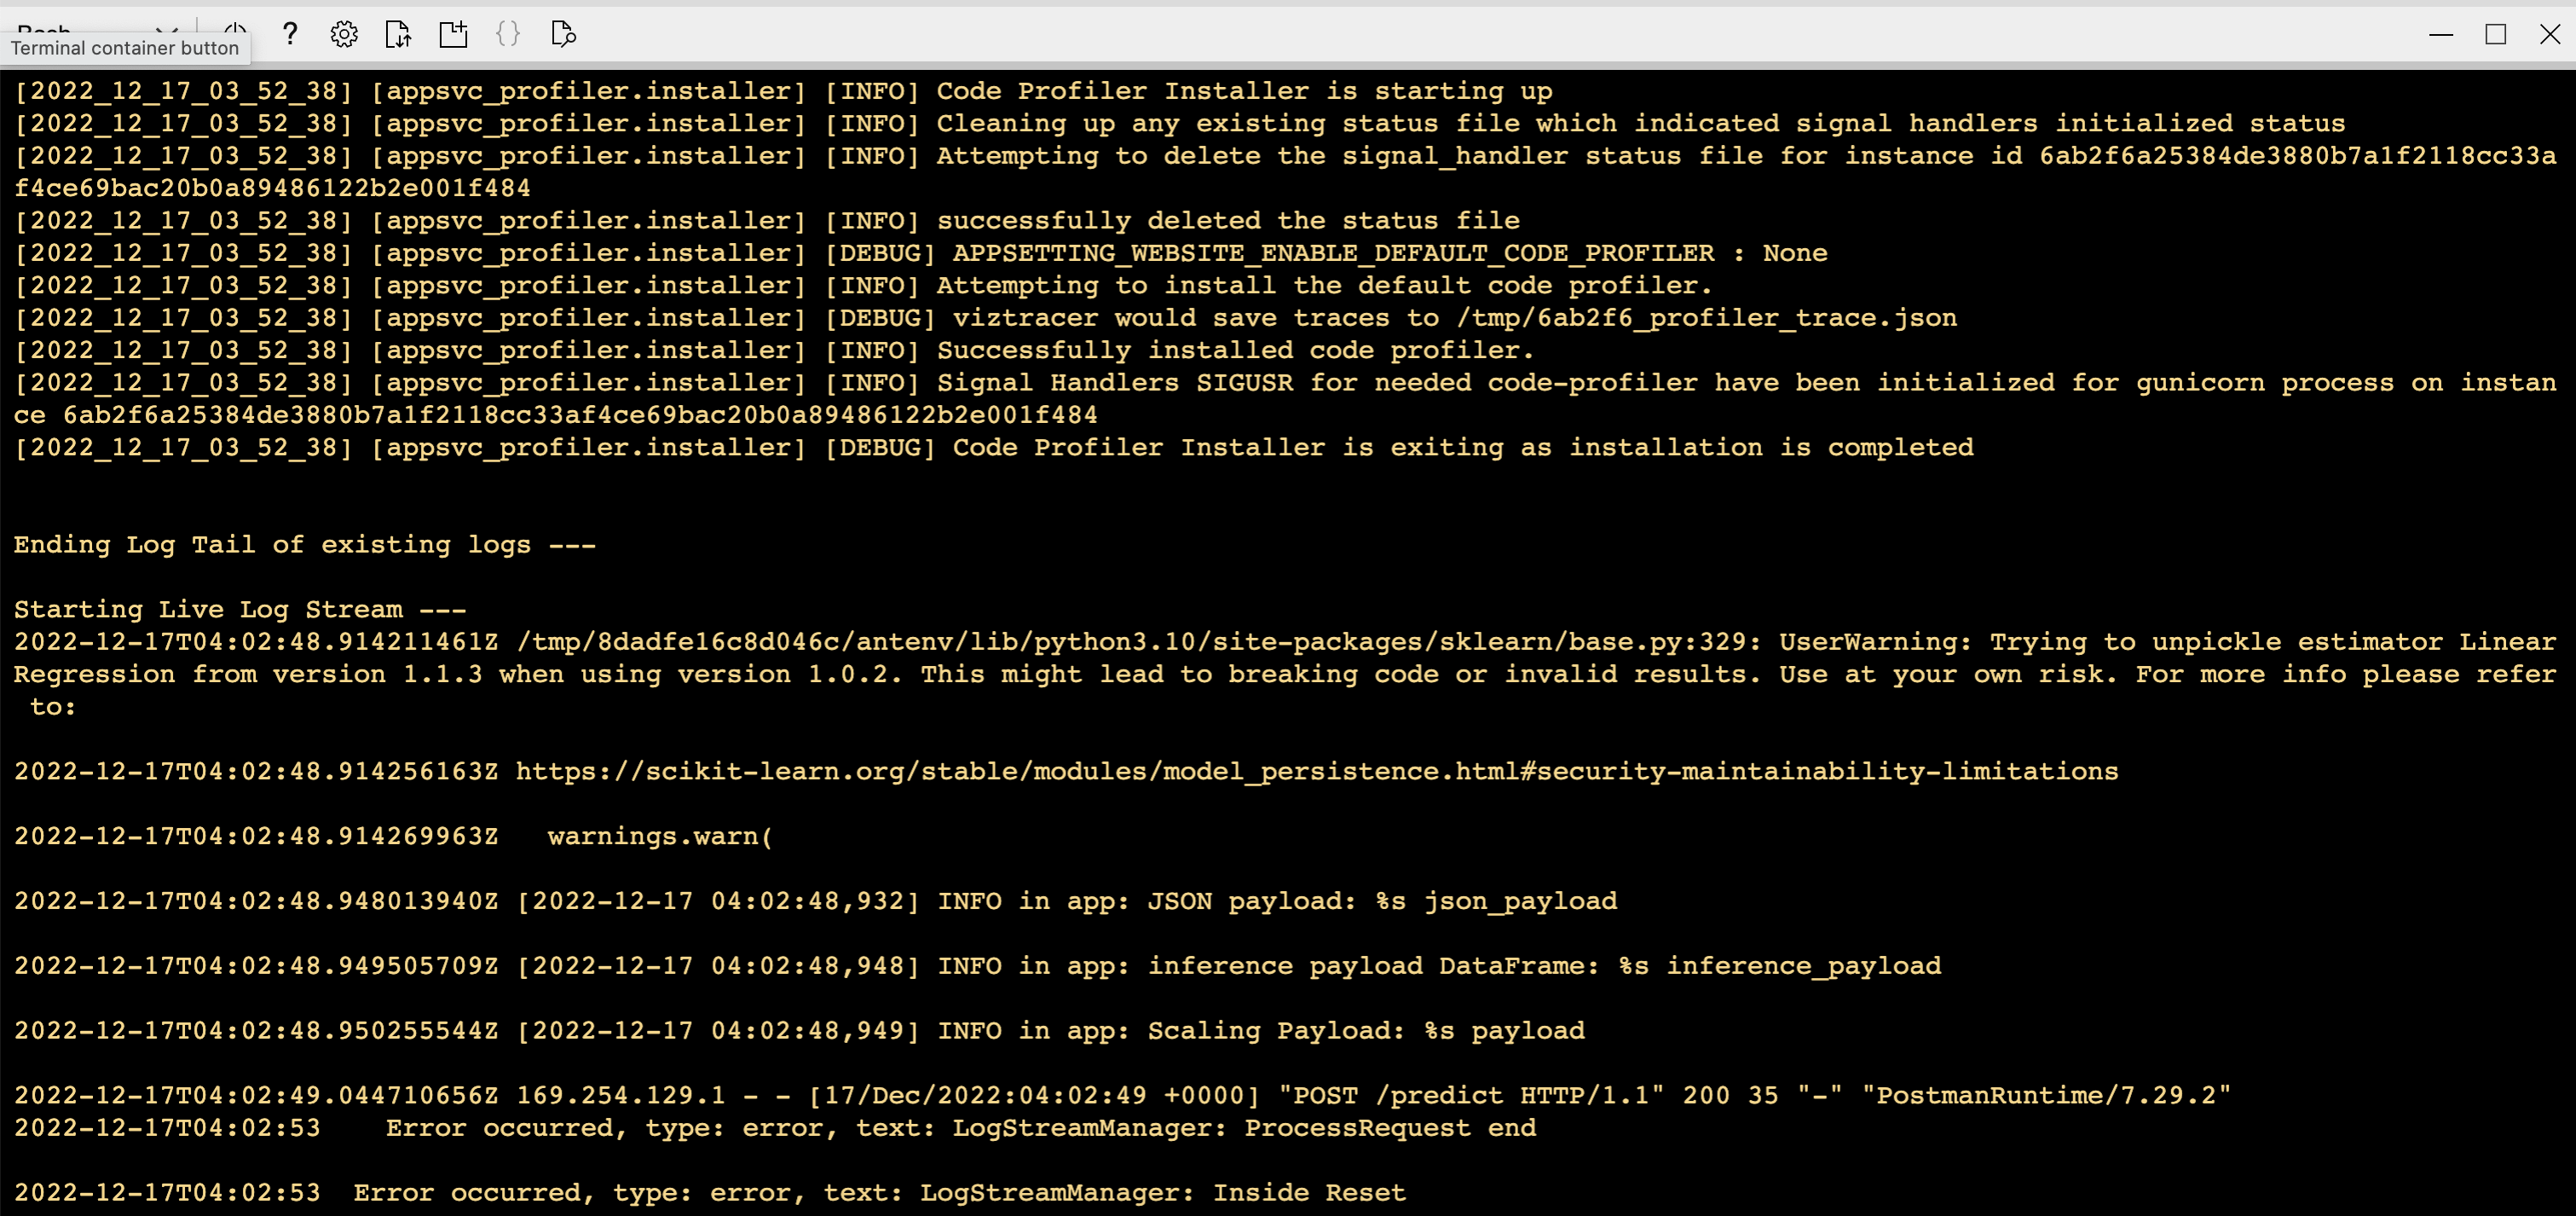 Terminal container button
[2022_12_17_03_52_38] [appsvc_profiler.installer] [INFO] Code Profiler Installer is starting up
[2022_12_17_03_52_38] [appsvc_profiler.installer] [INFO] Cleaning up any existing status file which indicated signal handlers initialized status
[2022_12_17_03_52_38] [appsvc_profiler.installer] [INFO] Attempting to delete the signal_handler status file for instance id 6ab2f6a25384de3880b7a1f2118cc33a
f4ce69bac20b0a89486122b2e001f484
[2022_12_17_03_52_38] [appsvc_profiler.installer] [INFO] successfully deleted the status file
[2022_12_17_03_52_38] [appsvc_profiler.installer] [DEBUG] APPSETTING_WEBSITE_ENABLE_DEFAULT_CODE_PROFILER : None
[2022_12_17_03_52_38] [appsvc_profiler.installer] [INFO] Attempting to install the default code profiler.
[2022_12_17_03_52_38] [appsvc_profiler.installer] [DEBUG] viztracer would save traces to /tmp/6ab2f6_profiler_trace.json
[2022_12_17_03_52_38] [appsvc_profiler.installer] [INFO] Successfully installed code profiler.
[2022_12_17_03_52_38] [appsvc_profiler.installer] [INFO] Signal Handlers SIGUSR for needed code-profiler have been initialized for gunicorn process on instan
ce 6ab2f6a25384de3880b7a1f2118cc33af4ce69bac20b0a89486122b2e001f484
[2022_12_17_03_52_38] [appsvc_profiler.installer] [DEBUG] Code Profiler Installer is exiting as installation is completed
Ending Log Tail of existing logs ---
Starting Live Log Stream ---
2022-12-17T04:02:48.914211461Z /tmp/8dadfe16c8d046c/antenv/lib/python3.10/site-packages/sklearn/base.py:329: UserWarning: Trying to unpickle estimator Linear
Regression from version 1.1.3 when using version 1.0.2. This might lead to breaking code or invalid results. Use at your own risk. For more info please refer
to:
2022-12-17T04:02:48.914256163Z https://scikit-learn.org/stable/modules/model_persistence.html#security-maintainability-limitations
2022-12-17T04:02:48.914269963Z   warnings.warn(
2022-12-17T04:02:48.948013940Z [2022-12-17 04:02:48,932] INFO in app: JSON payload: %s json_payload
2022-12-17T04:02:48.949505709Z [2022-12-17 04:02:48,948] INFO in app: inference payload DataFrame: %s inference_payload
2022-12-17T04:02:48.950255544Z [2022-12-17 04:02:48,949] INFO in app: Scaling Payload: %s payload
2022-12-17T04:02:49.044710656Z 169.254.129.1 - - [17/Dec/2022:04:02:49 +0000] "POST /predict HTTP/1.1" 200 35 "-" "PostmanRuntime/7.29.2"
2022-12-17T04:02:53    Error occurred, type: error, text: LogStreamManager: ProcessRequest end
2022-12-17T04:02:53  Error occurred, type: error, text: LogStreamManager: Inside Reset